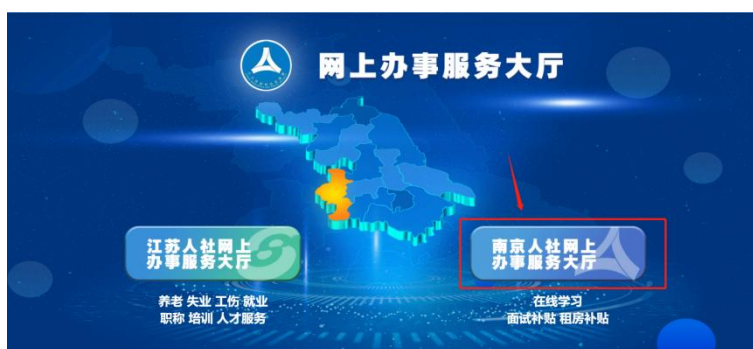 网上办事服务大厅
江苏人社网上
办事服务大厅
养老 失业 工伤 就业
职称 培训 人才服务
南京人社网上
办事服务大厅
在线学习
面试补贴 租房补贴